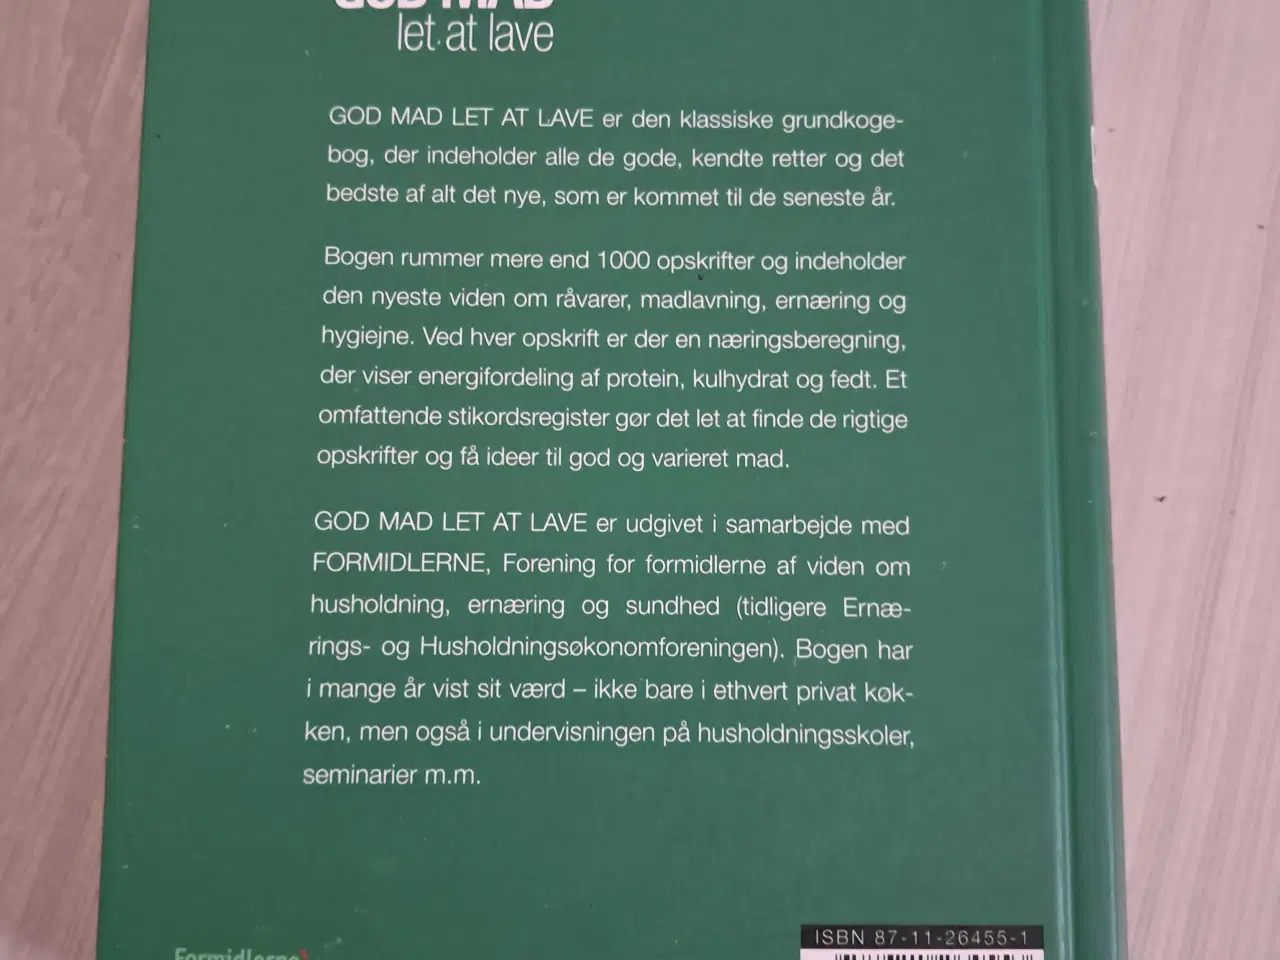 GOD MAD
let at lave
GOD MAD LET AT LAVE er den klassiske grundkoge-
bog, der indeholder alle de gode, kendte retter og det
bedste af alt det nye, som er kommet til de seneste år.
Bogen rummer mere end 1000 opskrifter og indeholder
den nyeste viden om råvarer, madlavning, ernæring og
hygiejne. Ved hver opskrift er der en næringsberegning,
der viser energifordeling af protein, kulhydrat og fedt. Et
omfattende stikordsregister gør det let at finde de rigtige
opskrifter og få ideer til god og varieret mad.
GOD MAD LET AT LAVE er udgivet i samarbejde med
FORMIDLERNE, Forening for formidlerne af viden om
husholdning, ernæring og sundhed (tidligere Ernæ-
rings- og Husholdningsøkonomforeningen). Bogen har
i mange år vist sit værd – ikke bare i ethvert privat køk-
ken, men også i undervisningen på husholdningsskoler,
seminarier m.m.
Formidlerne
ISBN 87-11-26455-1